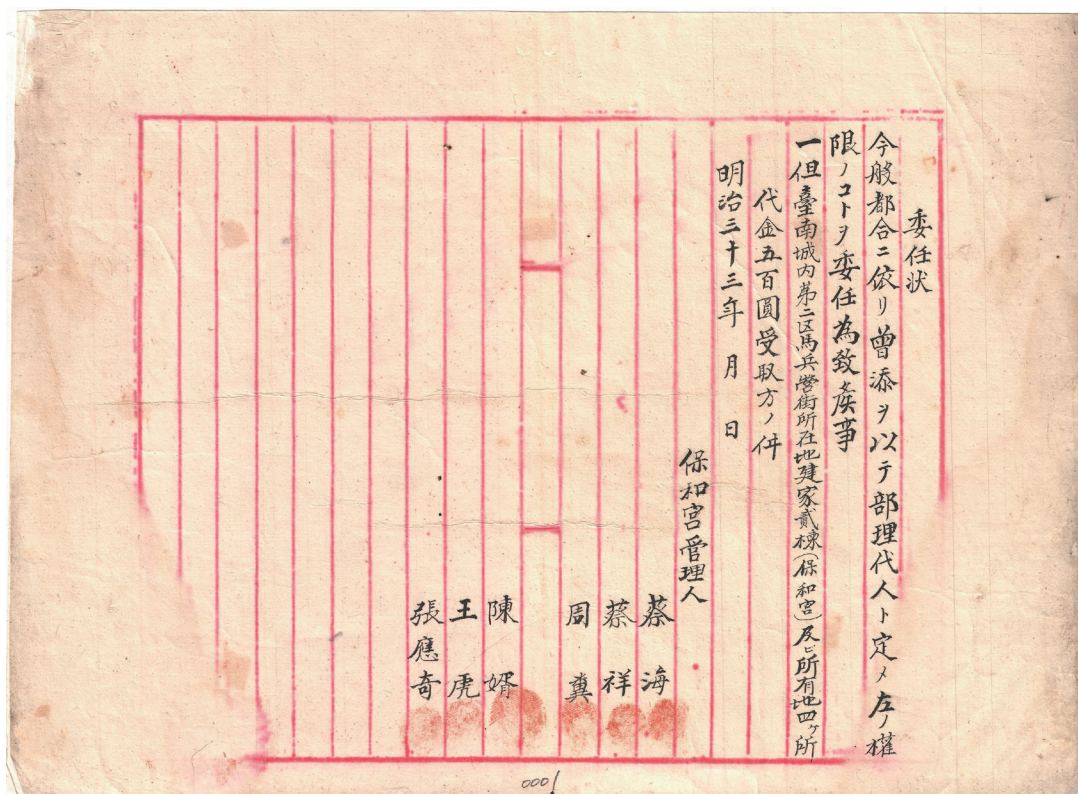 委任状
今般都合ニ依リ曾添ヲ以テ部理代人ト定メ左ノ權
限ノコトヲ委任為致矦事
一但臺南城内第二区馬兵營街所在地建家貳棟(保和宮)及ヒ所有地四ヶ所
代金五百圓受取方ノ件
明治三十三年 月 日
保和宮管理人
蔡海
蔡祥
周糞
陳婿
王虎
張應奇
0001